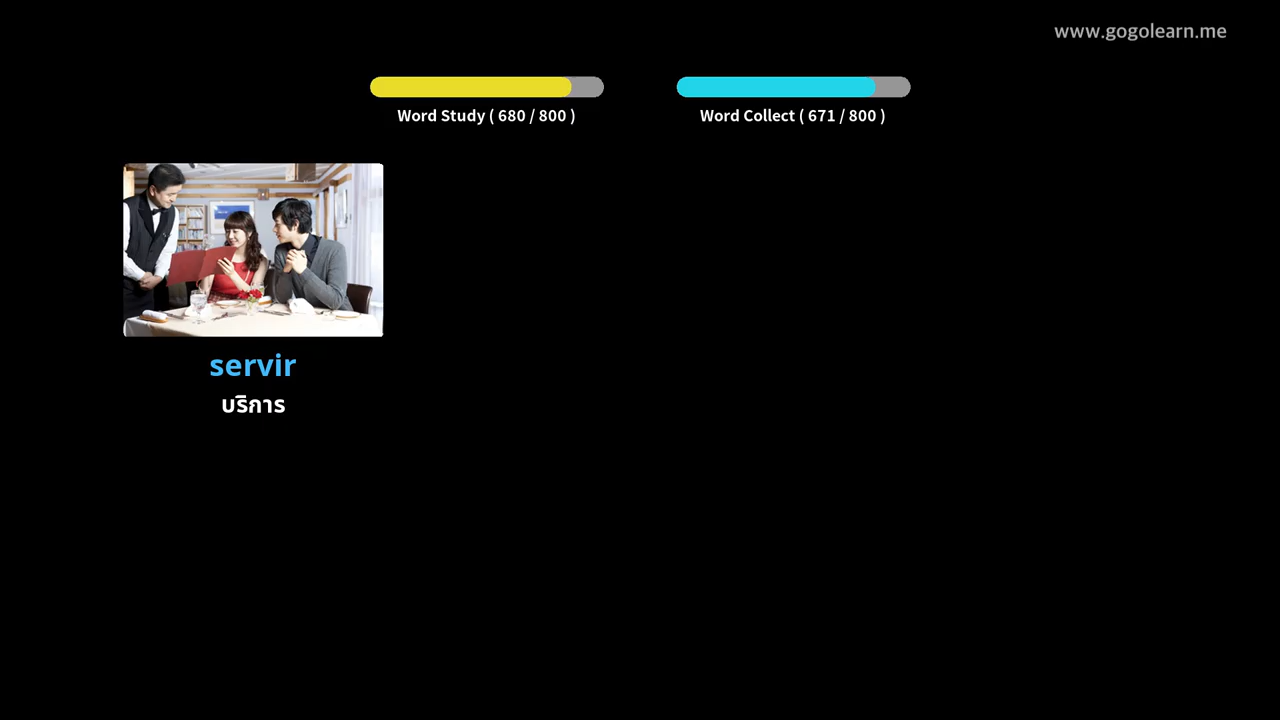 www.gogolearn.me
Word Study ( 680 / 800 )
Word Collect ( 671 / 800 )
servir
บริการ